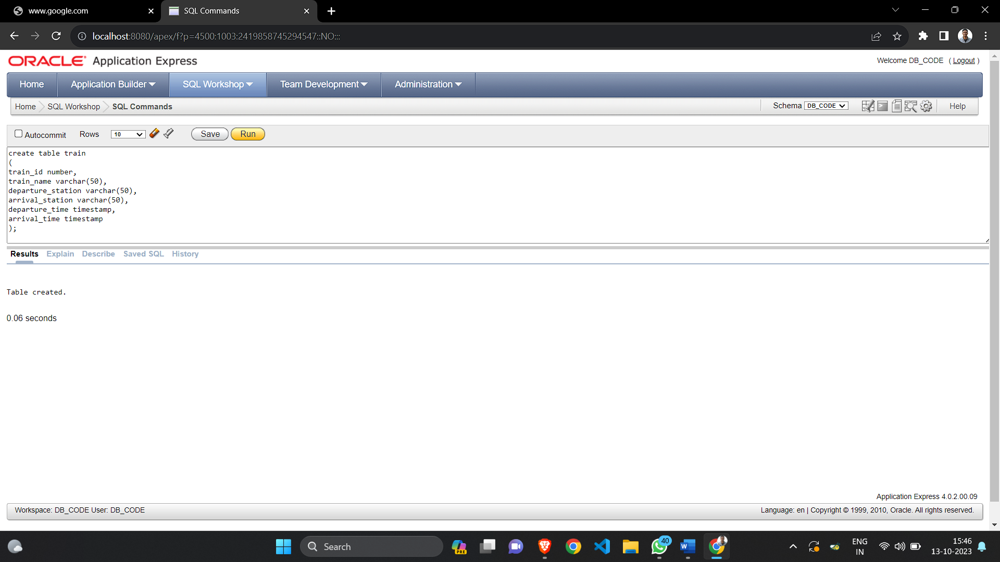 www.google.com
SQL Commands
localhost:8080/apex/f?p=4500:1003:2419858745294547::NO:::
ORACLE Application Express
Welcome DB_CODE ( Logout )
Home Application Builder SQL Workshop Team Development Administration
Home SQL Workshop SQL Commands
Schema DB_CODE Help
Autocommit Rows 10 Save Run
create table train
(
train_id number,
train_name varchar(50),
departure_station varchar(50),
arrival_station varchar(50),
departure_time timestamp,
arrival_time timestamp
);
Results Explain Describe Saved SQL History
Table created.
0.06 seconds
Application Express 4.0.2.00.09
Workspace: DB_CODE User: DB_CODE
Language: en | Copyright © 1999, 2010, Oracle. All rights reserved.
Search
PRE
40
ENG
IN
15:46
13-10-2023